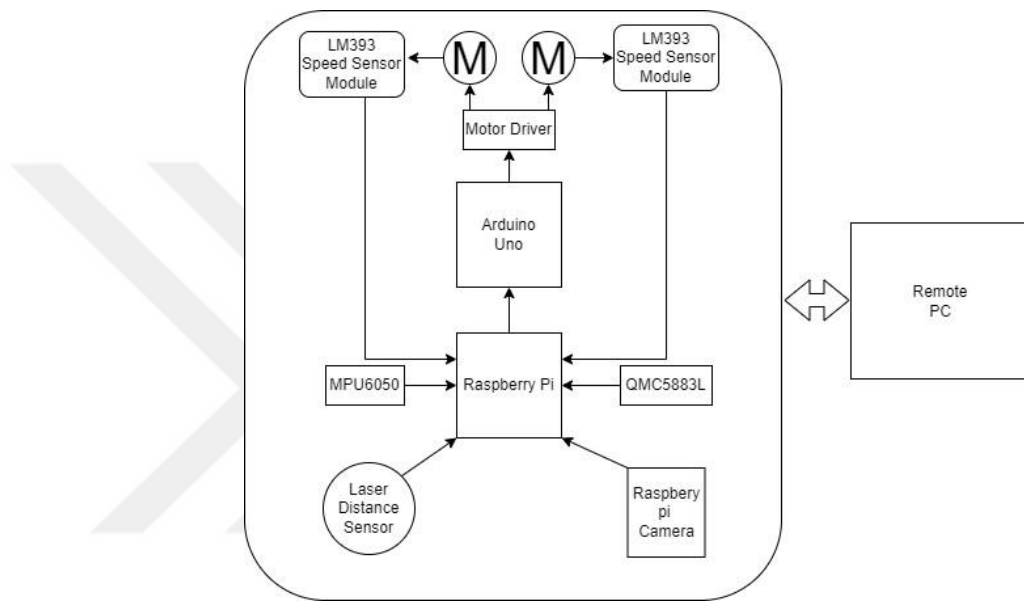 LM393
Speed Sensor
Module
M
M
LM393
Speed Sensor
Module
Motor Driver
Arduino
Uno
Remote
PC
MPU6050
Raspberry Pi
QMC5883L
Laser
Distance
Sensor
Raspbery
pi
Camera